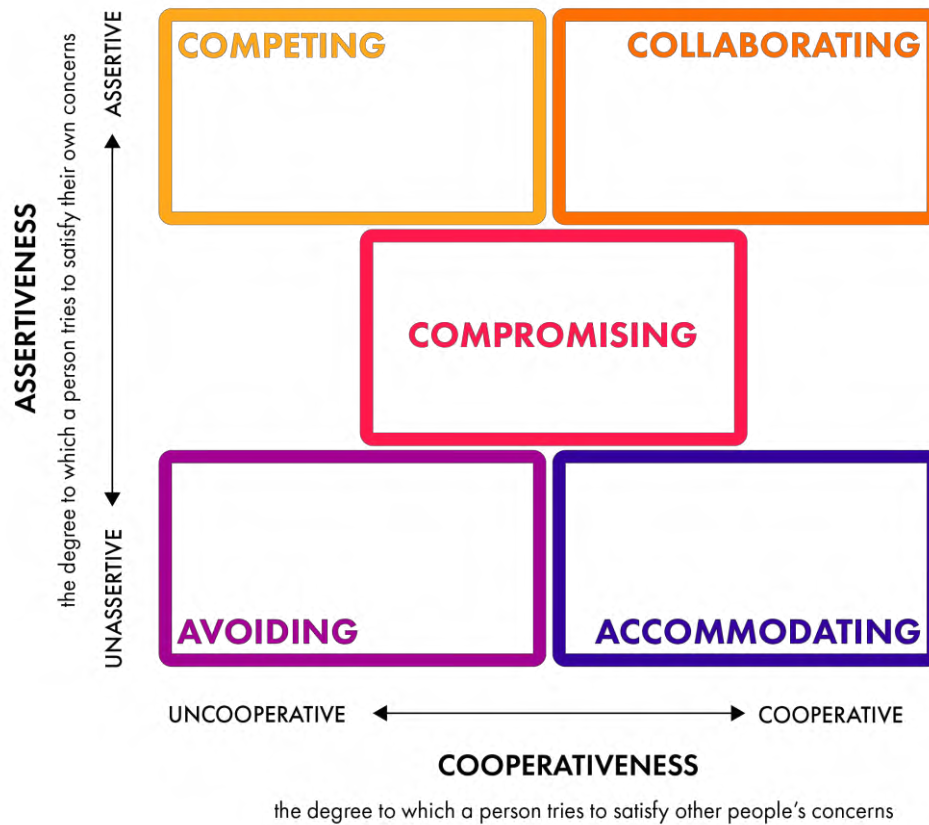 COMPETING
COLLABORATING
COMPROMISING
AVOIDING
ACCOMMODATING
ASSERTIVENESS
the degree to which a person tries to satisfy their own concerns
ASSERTIVE
UNASSERTIVE
UNCOOPERATIVE
COOPERATIVE
COOPERATIVENESS
the degree to which a person tries to satisfy other people's concerns